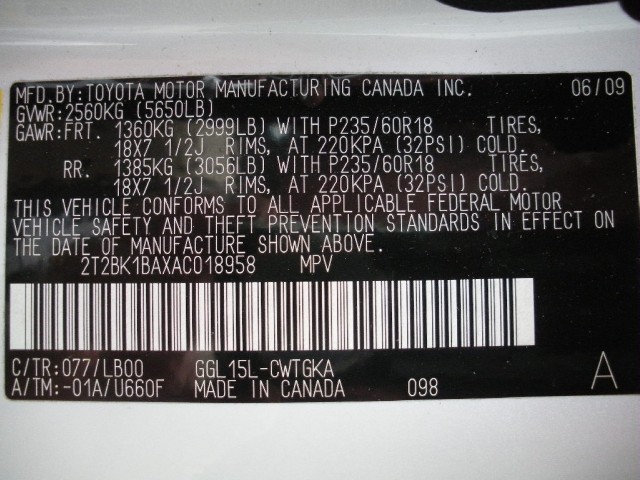 MFD.BY:TOYOTA MOTOR MANUFACTURING CANADA INC. 06/09
GVWR:2560KG (5650LB)
GAWR:FRT. 1360KG (2999LB) WITH P235/60R18 TIRES,
18X7 1/2J RIMS, AT 220KPA (32PSI) COLD.
RR. 1385KG (3056LB) WITH P235/60R18 TIRES,
18X7 1/2J RIMS, AT 220KPA (32PSI) COLD.
THIS VEHICLE CONFORMS TO ALL APPLICABLE FEDERAL MOTOR
VEHICLE SAFETY AND THEFT PREVENTION STANDARDS IN EFFECT ON
THE DATE OF MANUFACTURE SHOWN ABOVE.
2T2BK1BAXAC018958 MPV
C/TR:077/LB00 GGL15L-CWTGKA
A/TM:-01A/U660F MADE IN CANADA 098 A